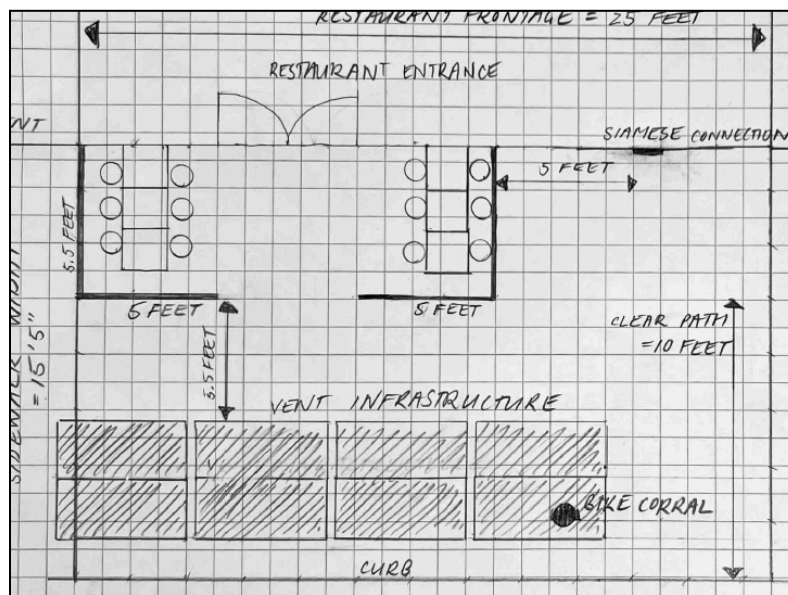 RESTAURANT FRONTAGE = 25 FEET
RESTAURANT ENTRANCE
NT
SIAMESE CONNECTION
5 FEET
5.5 FEET
5 FEET
5 FEET
5.5 FEET
CLEAR PATH
=10 FEET
SIDEWALK WIDTH
= 15'5"
VENT INFRASTRUCTURE
BIKE CORRAL
CURB